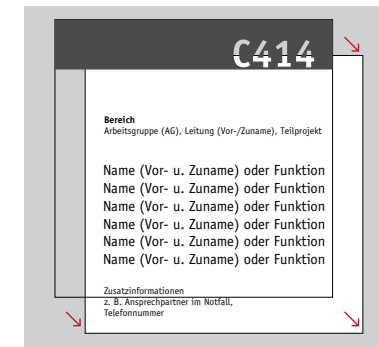 C414
Bereich
Arbeitsgruppe (AG), Leitung (Vor-/Zuname), Teilprojekt
Name (Vor- u. Zuname) oder Funktion
Name (Vor- u. Zuname) oder Funktion
Name (Vor- u. Zuname) oder Funktion
Name (Vor- u. Zuname) oder Funktion
Name (Vor- u. Zuname) oder Funktion
Name (Vor- u. Zuname) oder Funktion
Zusatzinformationen
z. B. Ansprechpartner im Notfall,
Telefonnummer